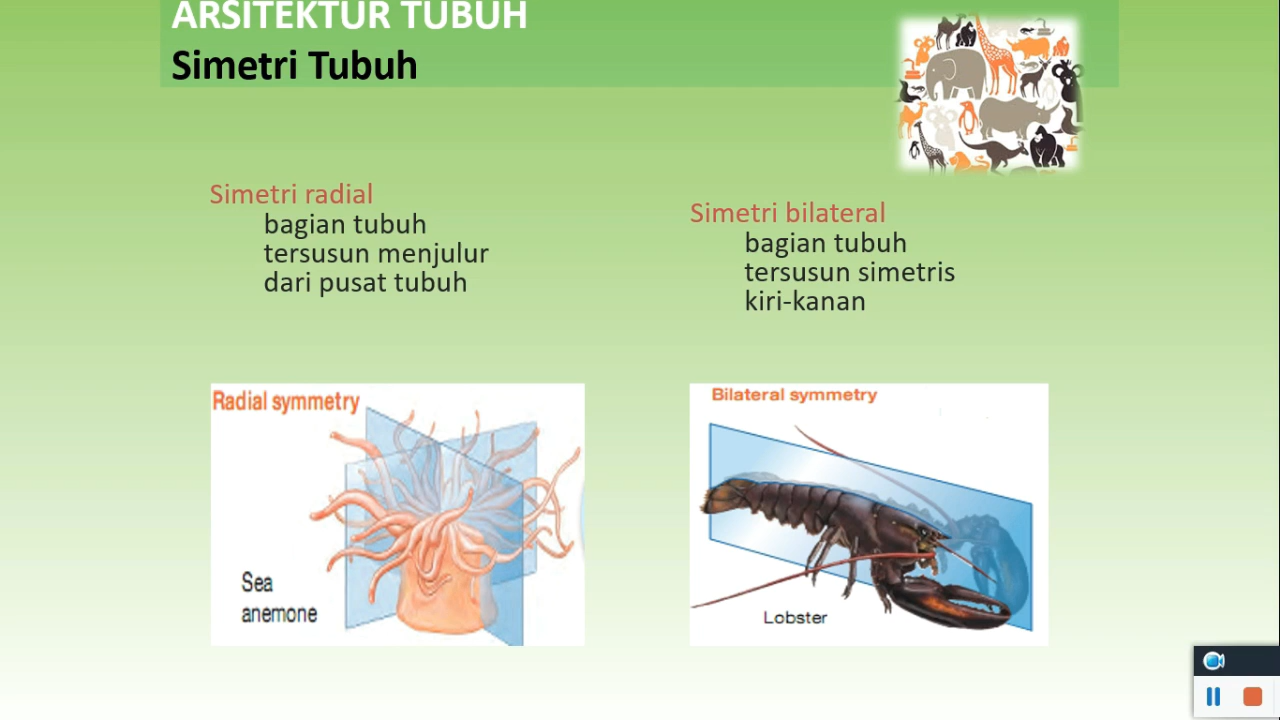 ARSITEKTUR TUBUH
Simetri Tubuh
Simetri radial
bagian tubuh
tersusun menjulur
dari pusat tubuh
Simetri bilateral
bagian tubuh
tersusun simetris
kiri-kanan
Radial symmetry
Sea
anemone
Bilateral symmetry
Lobster